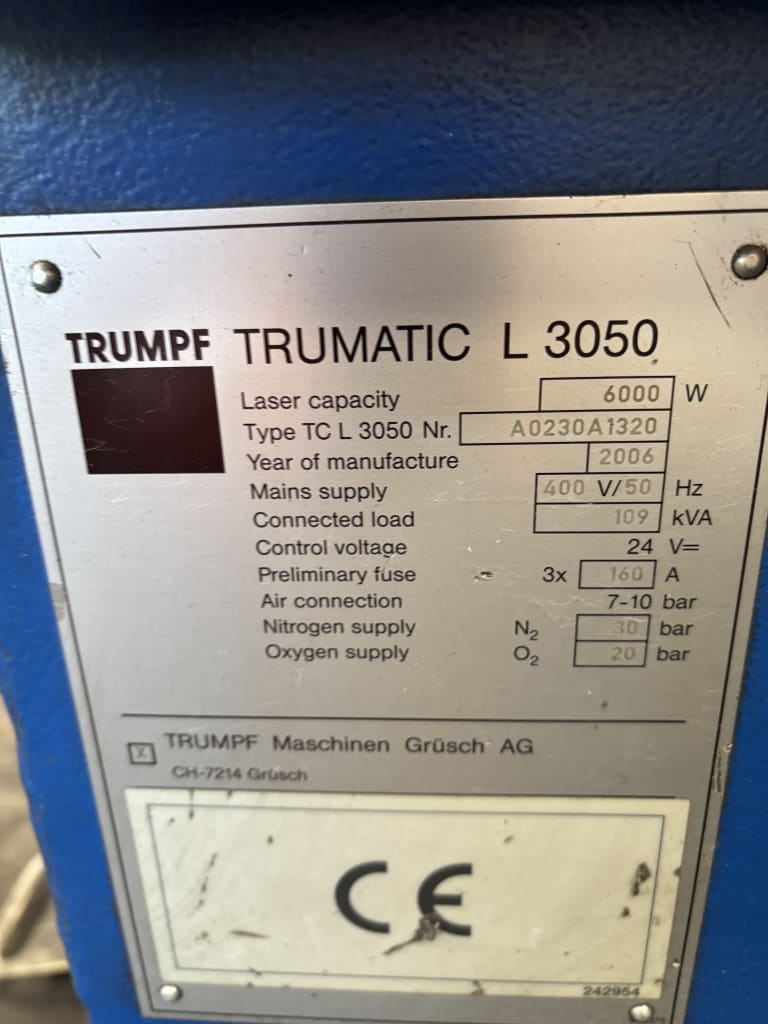 TRUMPF TRUMATIC L 3050
Laser capacity 6000 W
Type TC L 3050 Nr. A0230A1320
Year of manufacture 2006
Mains supply 400 V/50 Hz
Connected load 109 kVA
Control voltage 24 V=
Preliminary fuse 3x 160 A
Air connection 7-10 bar
Nitrogen supply N₂ 30 bar
Oxygen supply O₂ 20 bar
X TRUMPF Maschinen Grüsch AG
CH-7214 Grüsch
CE
242954